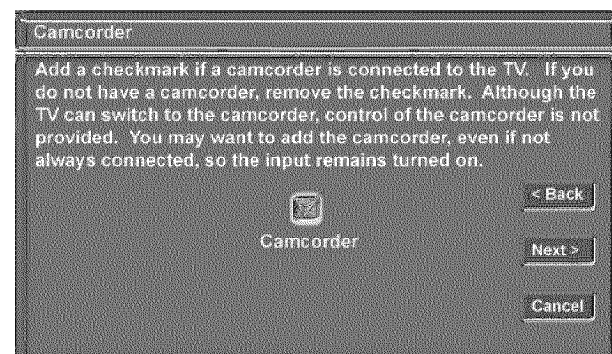 Camcorder
Add a checkmark if a camcorder is connected to the TV.  If you
do not have a camcorder, remove the checkmark.  Although the
TV can switch to the camcorder, control of the camcorder is not
provided.  You may want to add the camcorder, even if not
always connected, so the input remains turned on.
< Back
Camcorder
Next >
Cancel